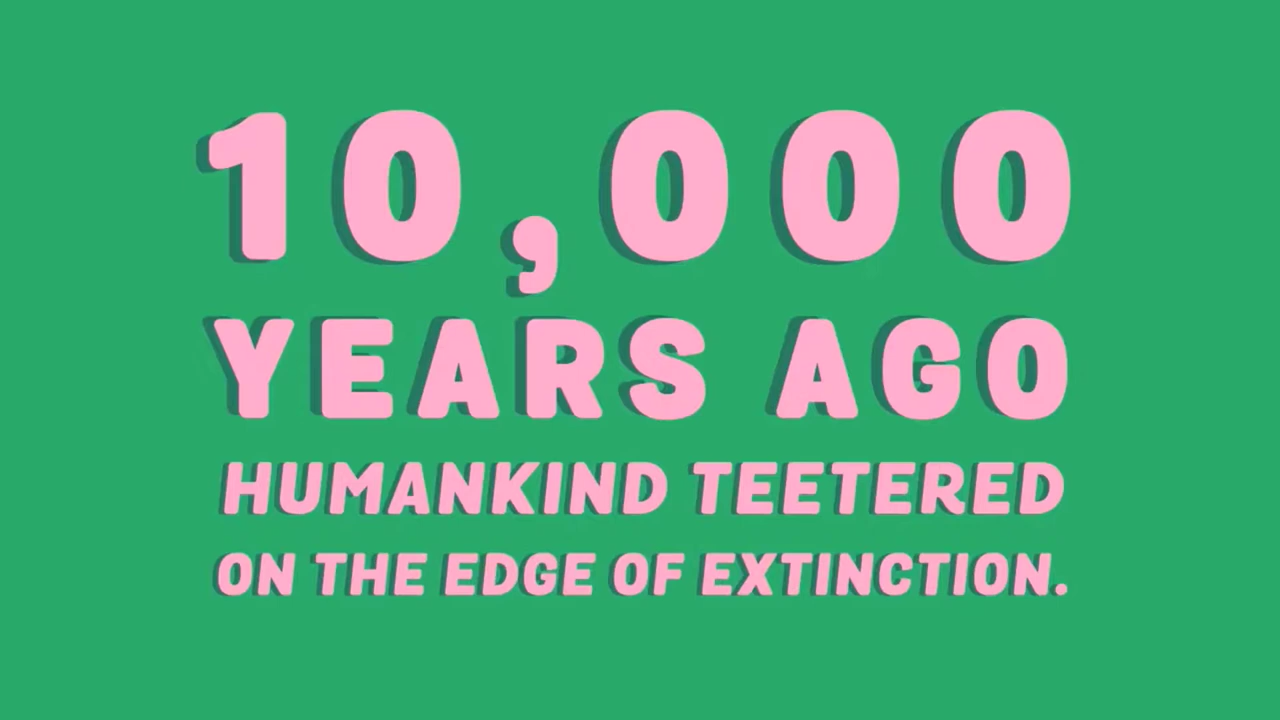 10,000
YEARS AGO
HUMANKIND TEETERED
ON THE EDGE OF EXTINCTION.